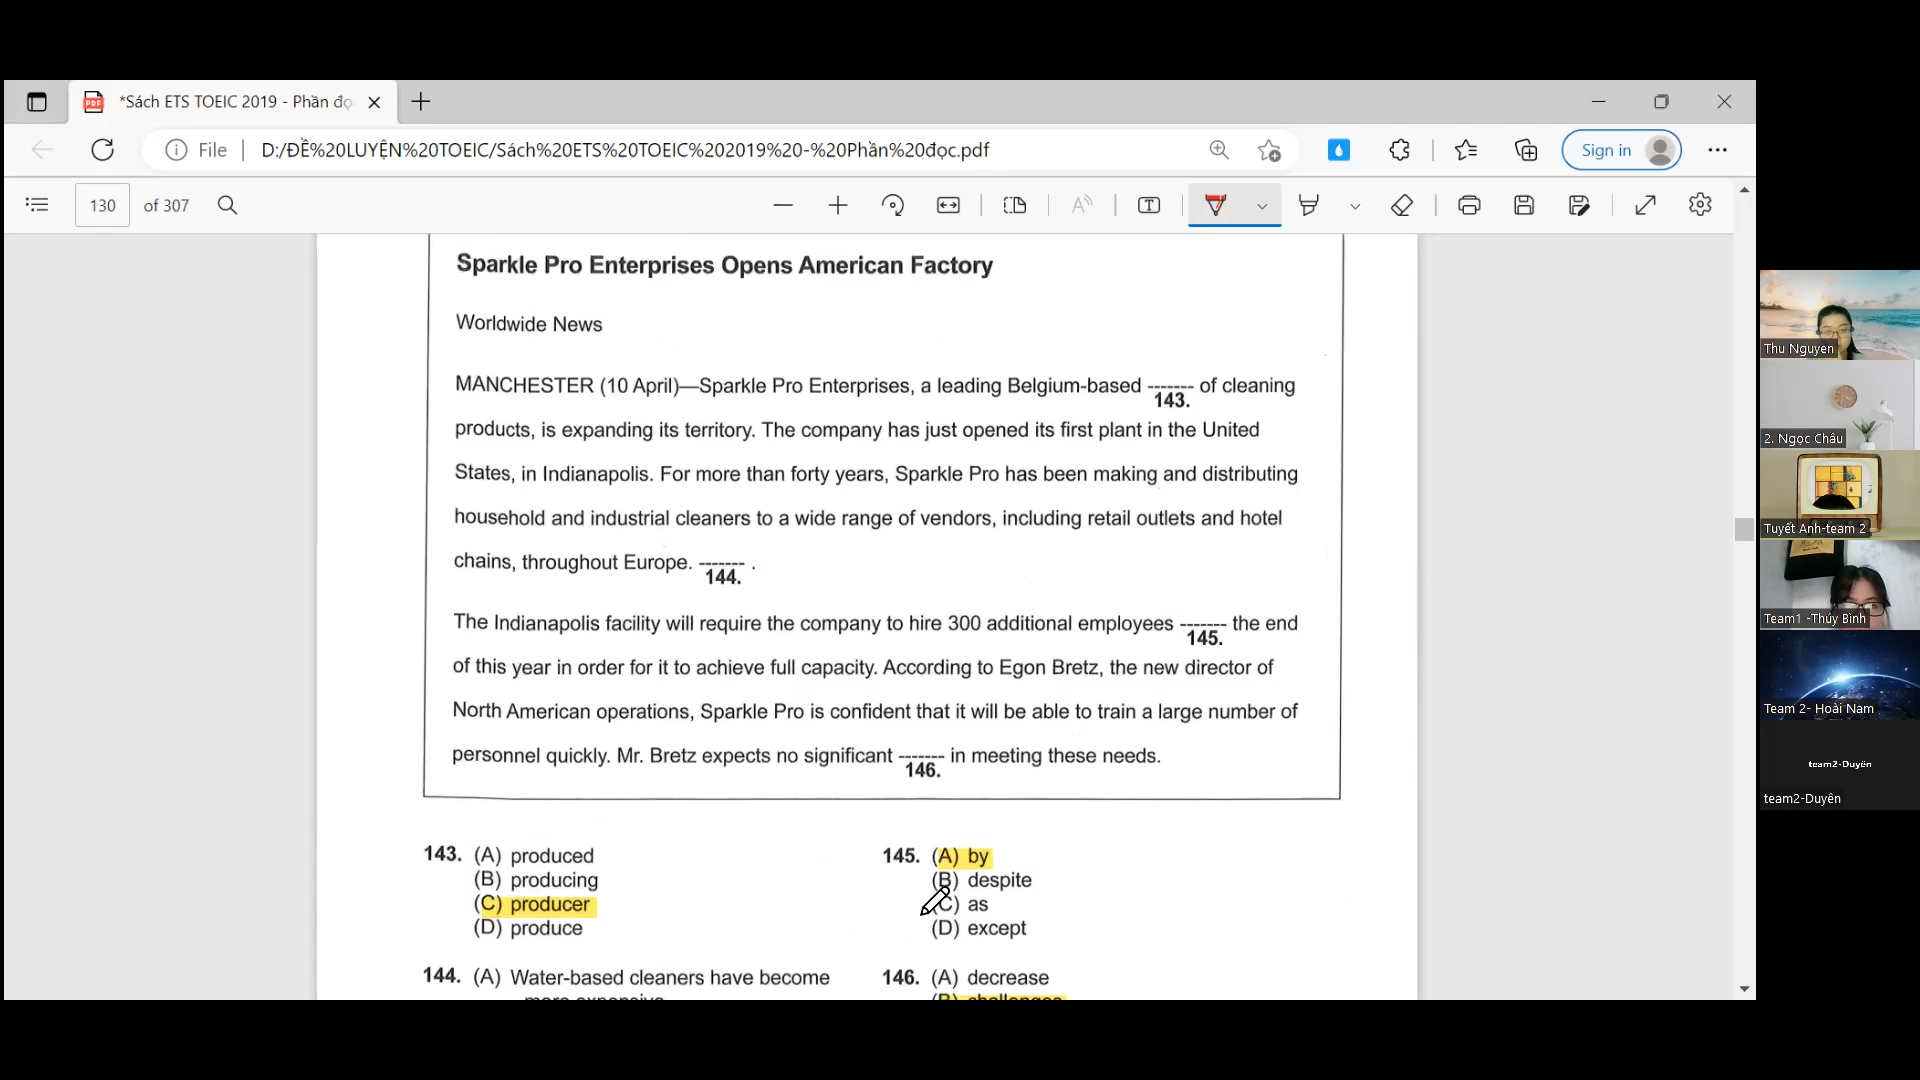 *Sách ETS TOEIC 2019 - Phần đọ
File
D:/ĐỀ%20LUYỆN%20TOEIC/Sách%20ETS%20TOEIC%202019%20-%20Phần%20đọc.pdf
Sign in
130 of 307
Sparkle Pro Enterprises Opens American Factory
Worldwide News
MANCHESTER (10 April)—Sparkle Pro Enterprises, a leading Belgium-based ------- of cleaning
143.
products, is expanding its territory. The company has just opened its first plant in the United
States, in Indianapolis. For more than forty years, Sparkle Pro has been making and distributing
household and industrial cleaners to a wide range of vendors, including retail outlets and hotel
chains, throughout Europe. ------- .
144.
The Indianapolis facility will require the company to hire 300 additional employees ------- the end
145.
of this year in order for it to achieve full capacity. According to Egon Bretz, the new director of
North American operations, Sparkle Pro is confident that it will be able to train a large number of
personnel quickly. Mr. Bretz expects no significant ------- in meeting these needs.
146.
143. (A) produced
(B) producing
(C) producer
(D) produce
144. (A) Water-based cleaners have become
more expensive
145. (A) by
(B) despite
(C) as
(D) except
146. (A) decrease
(B) challenges
Thu Nguyen
2. Ngọc Châu
Tuyết Anh-team 2
Team1 -Thúy Bình
Team 2- Hoài Nam
team2-Duyên
team2-Duyên